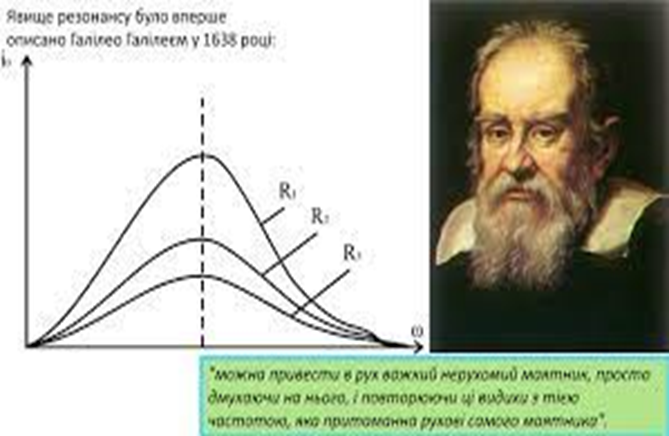 Явище резонансу було вперше
описано Галілео Галілеєм у 1638 році:
i₀
R₁
R₂
R₃
ω
"можна привести в рух важкий нерухомий маятник, просто
дмухаючи на нього, і повторюючи ці видихи з тією
частотою, яка притаманна рухові самого маятника".